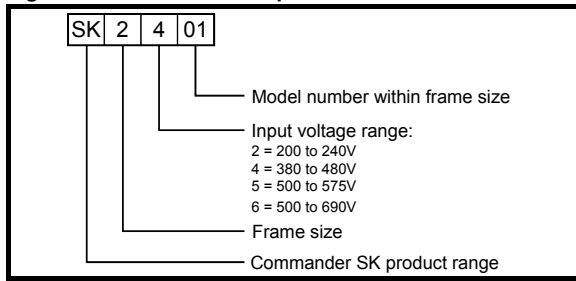 SK 2 4 01
Model number within frame size
Input voltage range:
2 = 200 to 240V
4 = 380 to 480V
5 = 500 to 575V
6 = 500 to 690V
Frame size
Commander SK product range